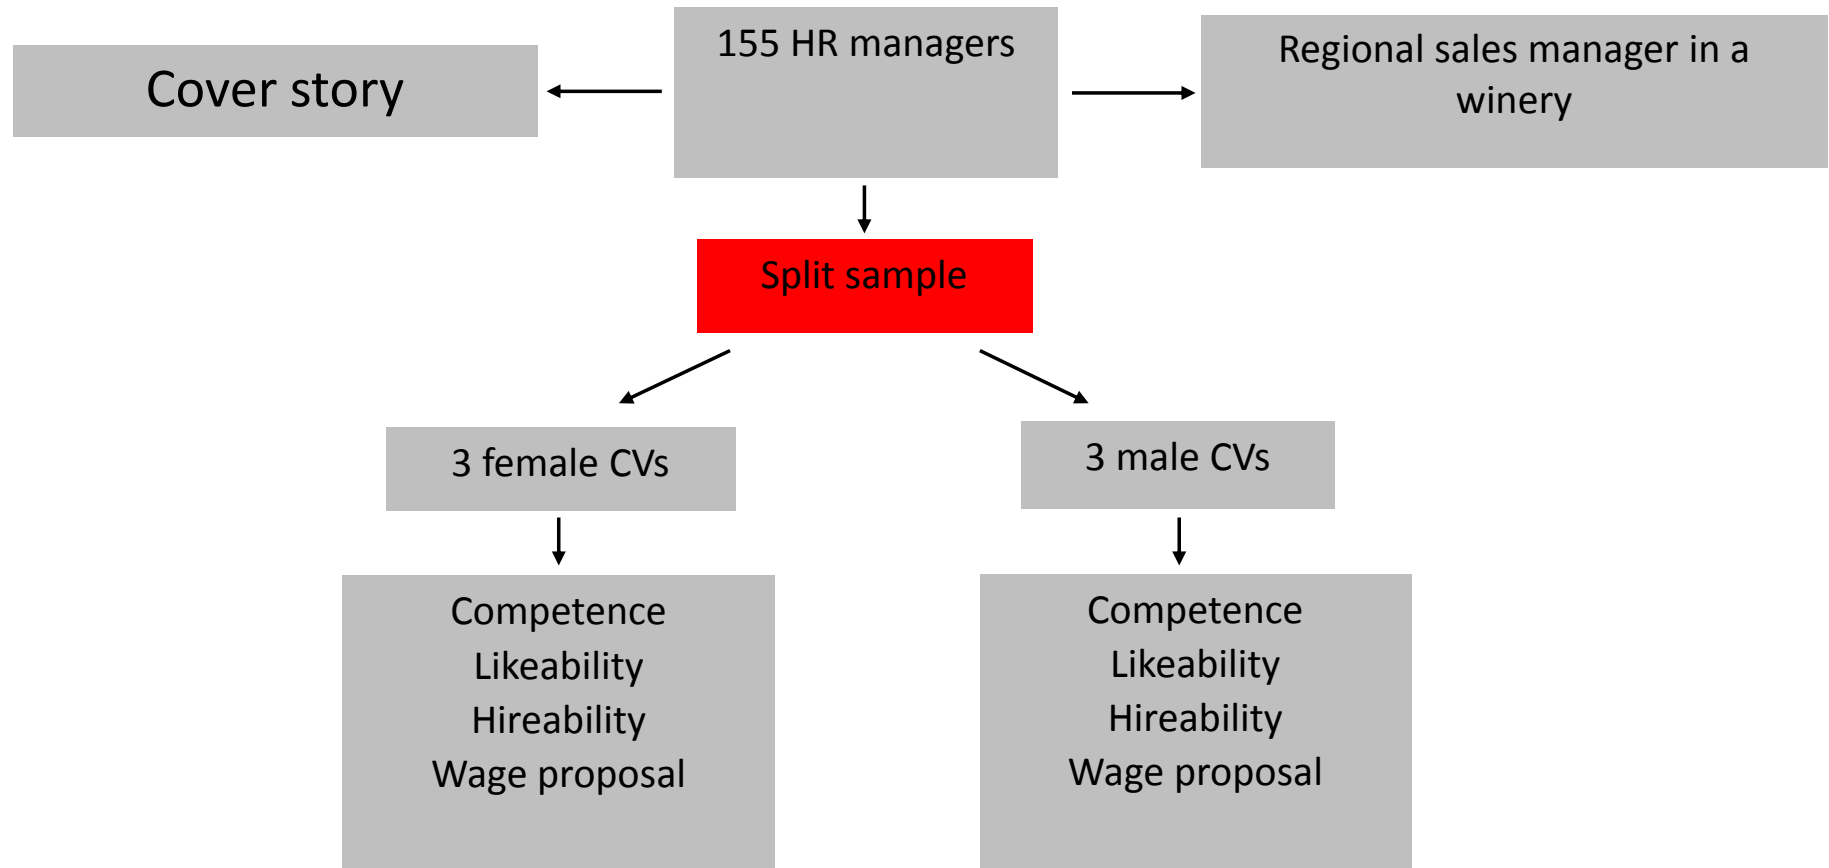 155 HR managers
Cover story
Regional sales manager in a
winery
Split sample
3 female CVs
3 male CVs
Competence
Likeability
Hireability
Wage proposal
Competence
Likeability
Hireability
Wage proposal